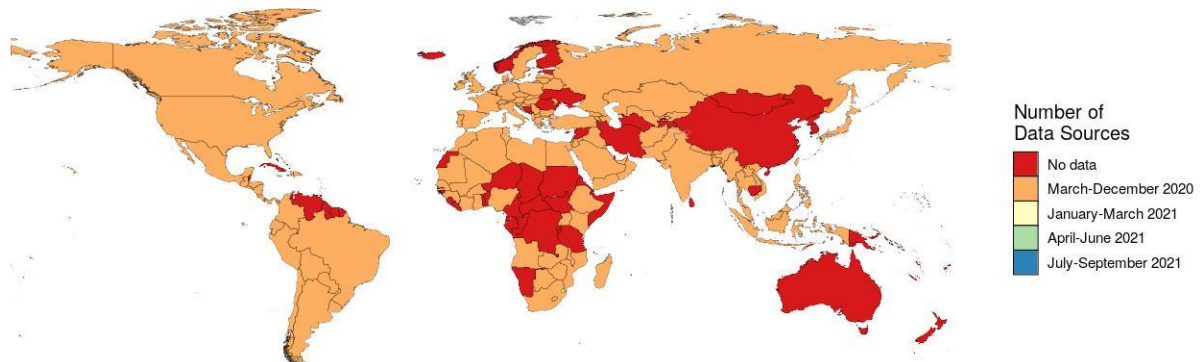 Number of
Data Sources
No data
March-December 2020
January-March 2021
April-June 2021
July-September 2021